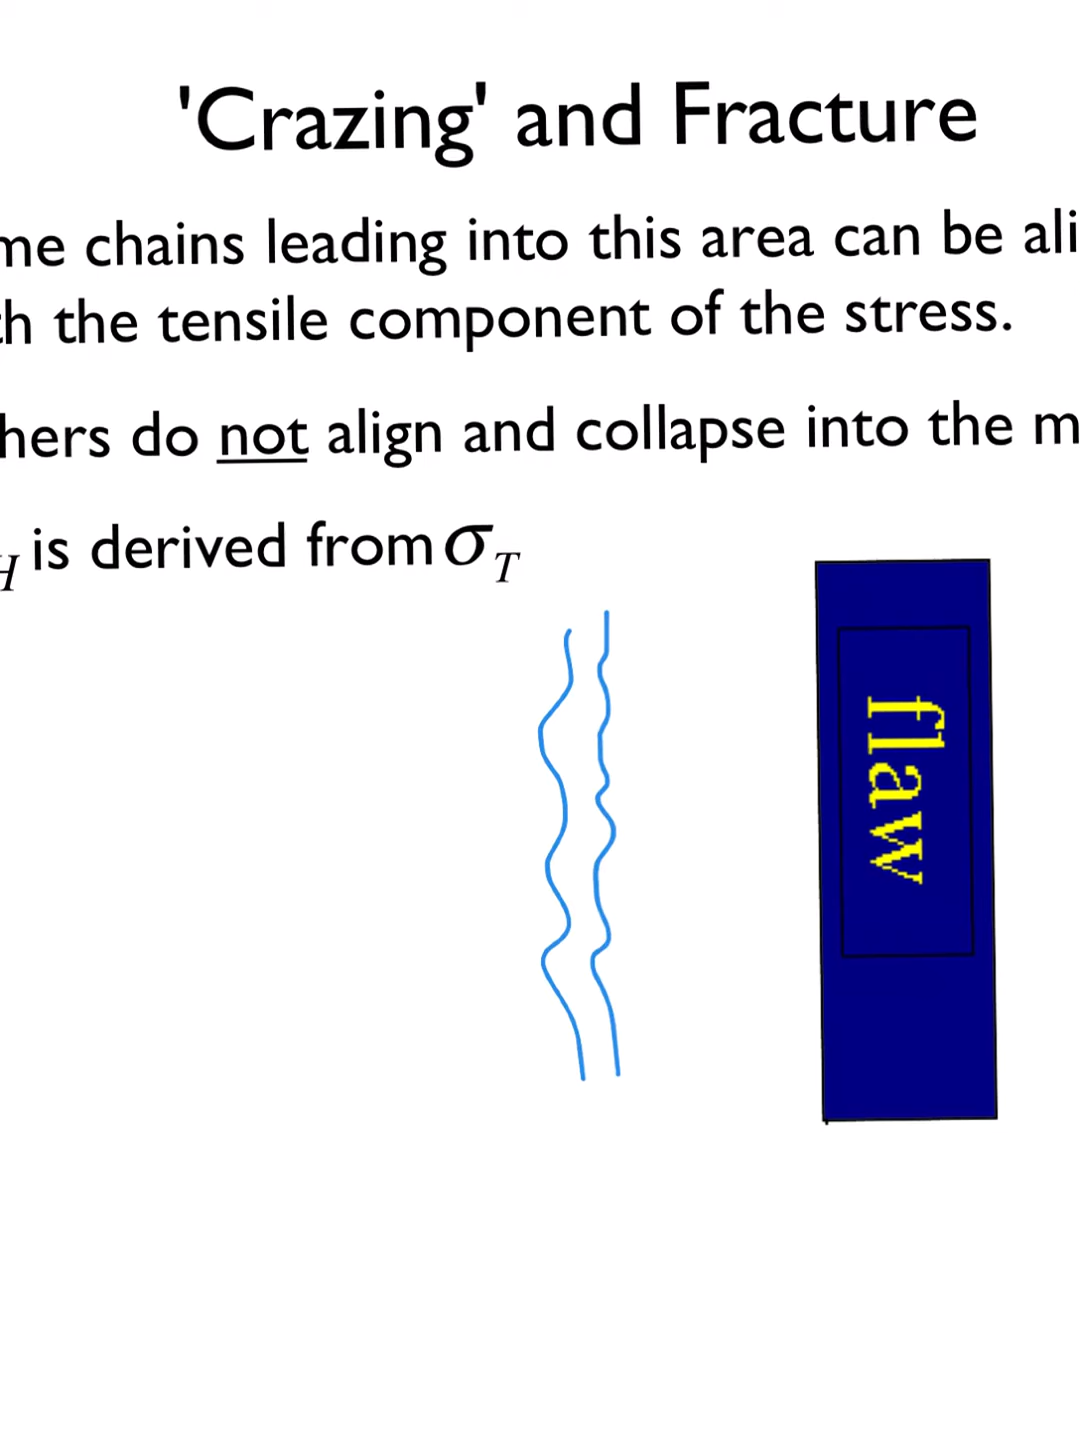 'Crazing' and Fracture
me chains leading into this area can be ali
h the tensile component of the stress.
hers do not align and collapse into the m
H is derived from σT
flaw